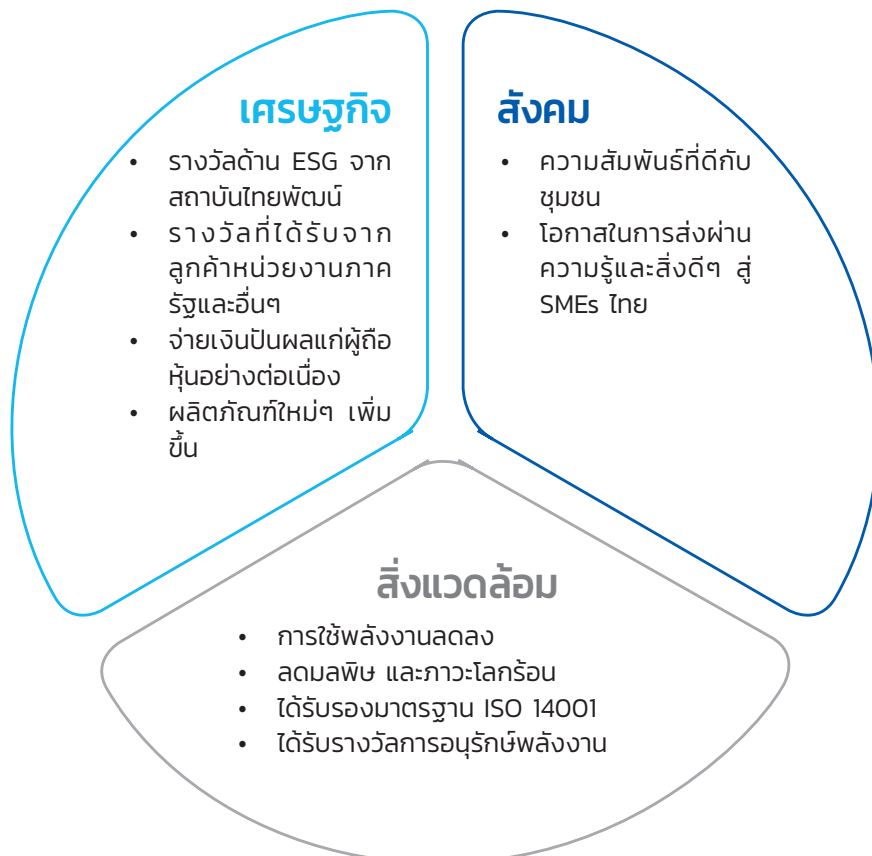 เศรษฐกิจ
• รางวัลด้าน ESG จาก
สถาบันไทยพัฒน์
• รางวัลที่ได้รับจาก
ลูกค้าหน่วยงานภาค
รัฐและอื่นๆ
• จ่ายเงินปันผลแก่ผู้ถือ
หุ้นอย่างต่อเนื่อง
• ผลิตภัณฑ์ใหม่ๆ เพิ่ม
ขึ้น
สังคม
• ความสัมพันธ์ที่ดีกับ
ชุมชน
• โอกาสในการส่งผ่าน
ความรู้และสิ่งดีๆ สู่
SMEs ไทย
สิ่งแวดล้อม
• การใช้พลังงานลดลง
• ลดมลพิษ และภาวะโลกร้อน
• ได้รับรองมาตรฐาน ISO 14001
• ได้รับรางวัลการอนุรักษ์พลังงาน